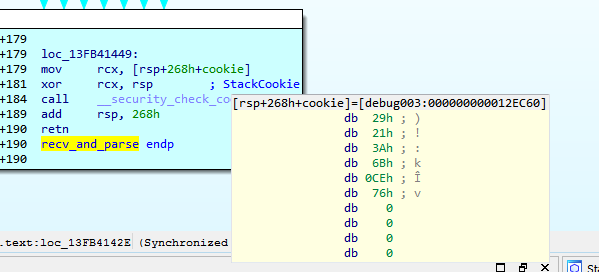 +179
+179 loc_13FB41449:
+179 mov rcx, [rsp+268h+cookie]
+181 xor rcx, rsp ; StackCookie
+184 call __security_check_co
+189 add rsp, 268h
+190 retn
+190 recv_and_parse endp
+190
[rsp+268h+cookie]=[debug003:000000000012EC60]
db 29h ; )
db 21h ; !
db 3Ah ; :
db 6Bh ; k
db 0CEh ; Î
db 76h ; v
db 0
db 0
db 0
db 0
.text:loc_13FB4142E (Synchronized
St